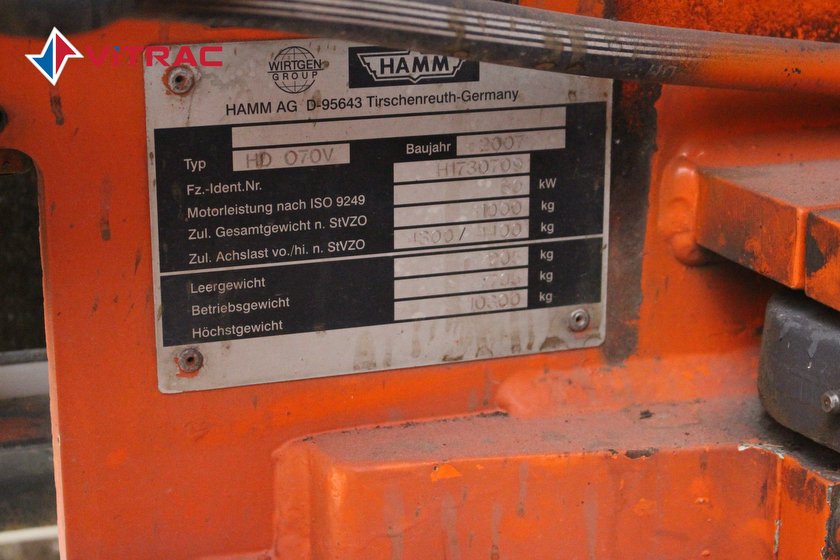 VITRAC
WIRTGEN
GROUP
HAMM
HAMM AG D-95643 Tirschenreuth-Germany
Typ HD 070V Baujahr 2007
Fz.-Ident.Nr. H1730709
Motorleistung nach ISO 9249 kW
Zul. Gesamtgewicht n. StVZO kg
Zul. Achslast vo./hi. n. StVZO kg
Leergewicht kg
Betriebsgewicht kg
Höchstgewicht kg